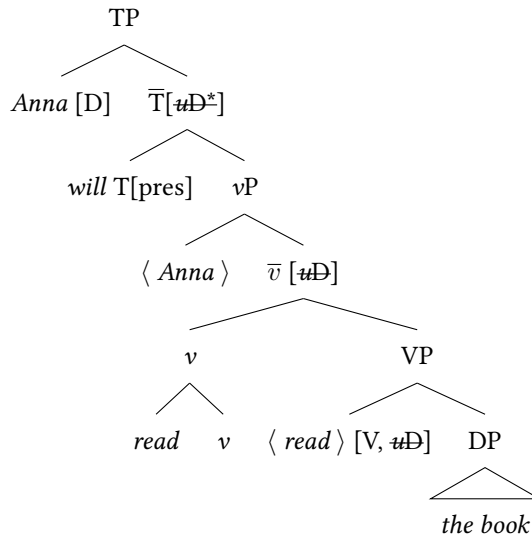 TP
Anna [D] T̅[uD*]
will T[pres] vP
⟨ Anna ⟩ v̅ [uD]
v VP
read v ⟨ read ⟩ [V, uD] DP
the book